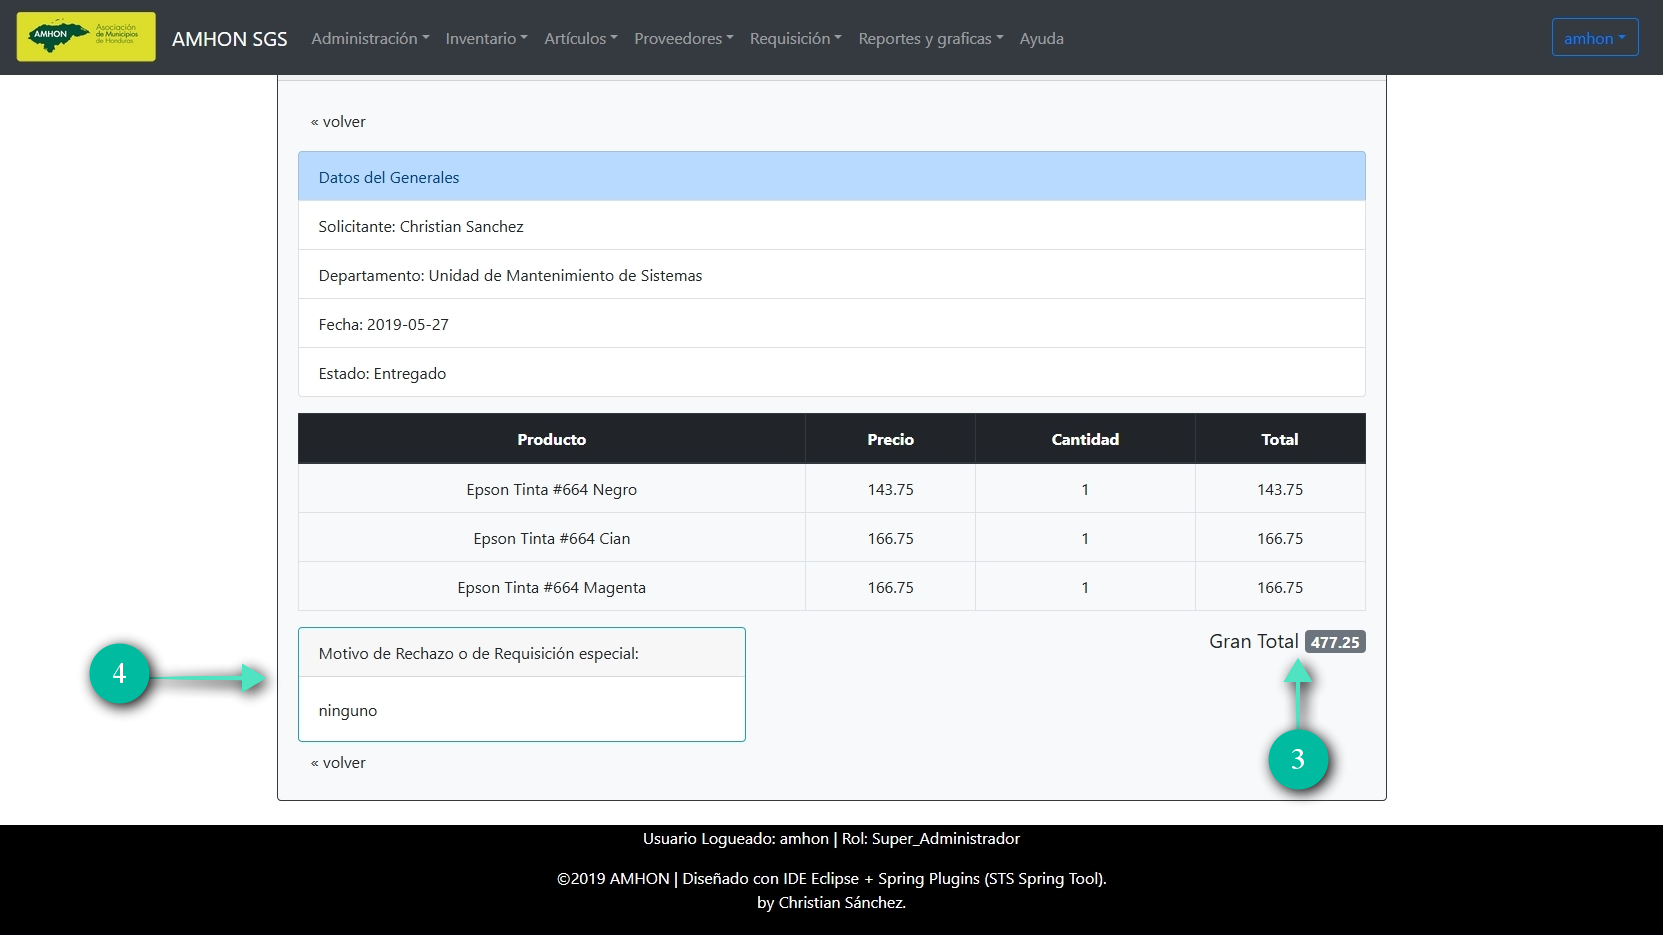 AMHON
Asociación
de Municipios
de Honduras
AMHON SGS
Administración
Inventario
Artículos
Proveedores
Requisición
Reportes y graficas
Ayuda
amhon
« volver
Datos del Generales
Solicitante: Christian Sanchez
Departamento: Unidad de Mantenimiento de Sistemas
Fecha: 2019-05-27
Estado: Entregado
Producto Precio Cantidad Total
Epson Tinta #664 Negro 143.75 1 143.75
Epson Tinta #664 Cian 166.75 1 166.75
Epson Tinta #664 Magenta 166.75 1 166.75
Motivo de Rechazo o de Requisición especial:
ninguno
Gran Total 477.25
4
3
« volver
Usuario Logueado: amhon | Rol: Super_Administrador
©2019 AMHON | Diseñado con IDE Eclipse + Spring Plugins (STS Spring Tool).
by Christian Sánchez.